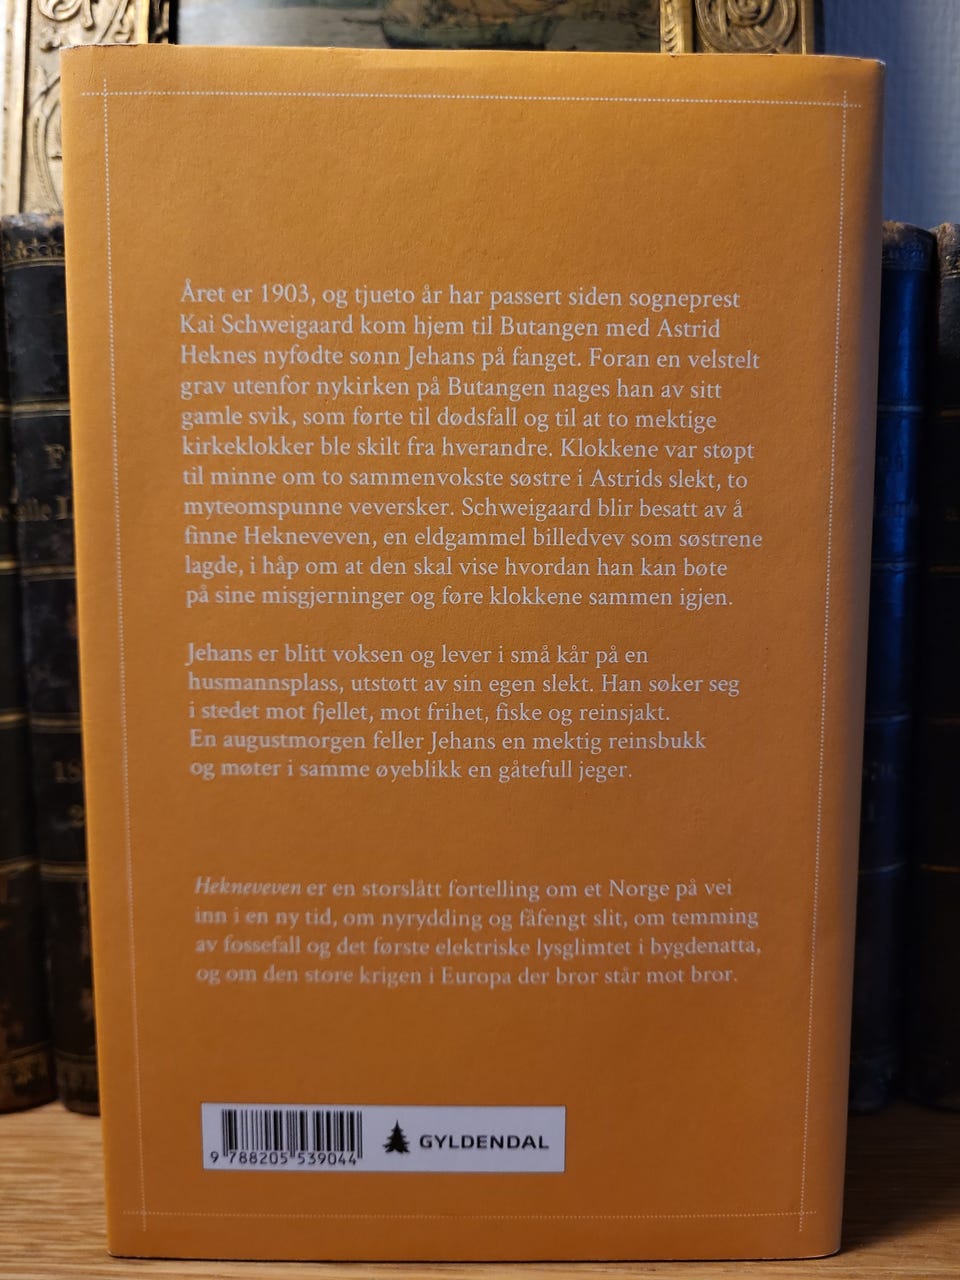 Året er 1903, og tjueto år har passert siden sogneprest
Kai Schweigaard kom hjem til Butangen med Astrid
Heknes nyfødte sønn Jehans på fanget. Foran en velstelt
grav utenfor nykirken på Butangen nages han av sitt
gamle svik, som førte til dødsfall og til at to mektige
kirkeklokker ble skilt fra hverandre. Klokkene var støpt
til minne om to sammenvokste søstre i Astrids slekt, to
myteomspunne veversker. Schweigaard blir besatt av å
finne Hekneveven, en eldgammel billedvev som søstrene
lagde, i håp om at den skal vise hvordan han kan bøte
på sine misgjerninger og føre klokkene sammen igjen.
Jehans er blitt voksen og lever i små kår på en
husmannsplass, utstøtt av sin egen slekt. Han søker seg
i stedet mot fjellet, mot frihet, fiske og reinsjakt.
En augustmorgen feller Jehans en mektig reinsbukk
og møter i samme øyeblikk en gåtefull jeger.
Hekneveven er en storslått fortelling om et Norge på vei
inn i en ny tid, om nyrydding og fåfengt slit, om temming
av fossefall og det første elektriske lysglimtet i bygdenatta,
og om den store krigen i Europa der bror står mot bror.
GYLDENDAL
9 788205 539044